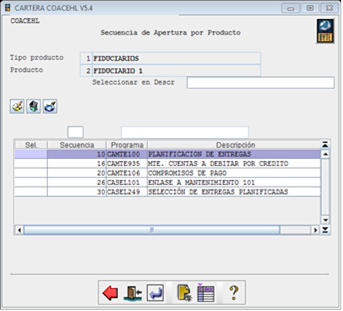 CARTERA COACEHL V5.4
COACEHL
Secuencia de Apertura por Producto
Tipo producto 1 FIDUCIARIOS
Producto 2 FIDUCIARIO 1
Seleccionar en Descr
Sel. Secuencia Programa Descripción
10 CAMTE100 PLANIFICACION DE ENTREGAS
16 CAMTE935 MTE. CUENTAS A DEBITAR POR CREDITO
20 CAMTE106 COMPROMISOS DE PAGO
26 CASEL101 ENLASE A MANTENIMIENTO 101
30 CASEL249 SELECCIÓN DE ENTREGAS PLANIFICADAS